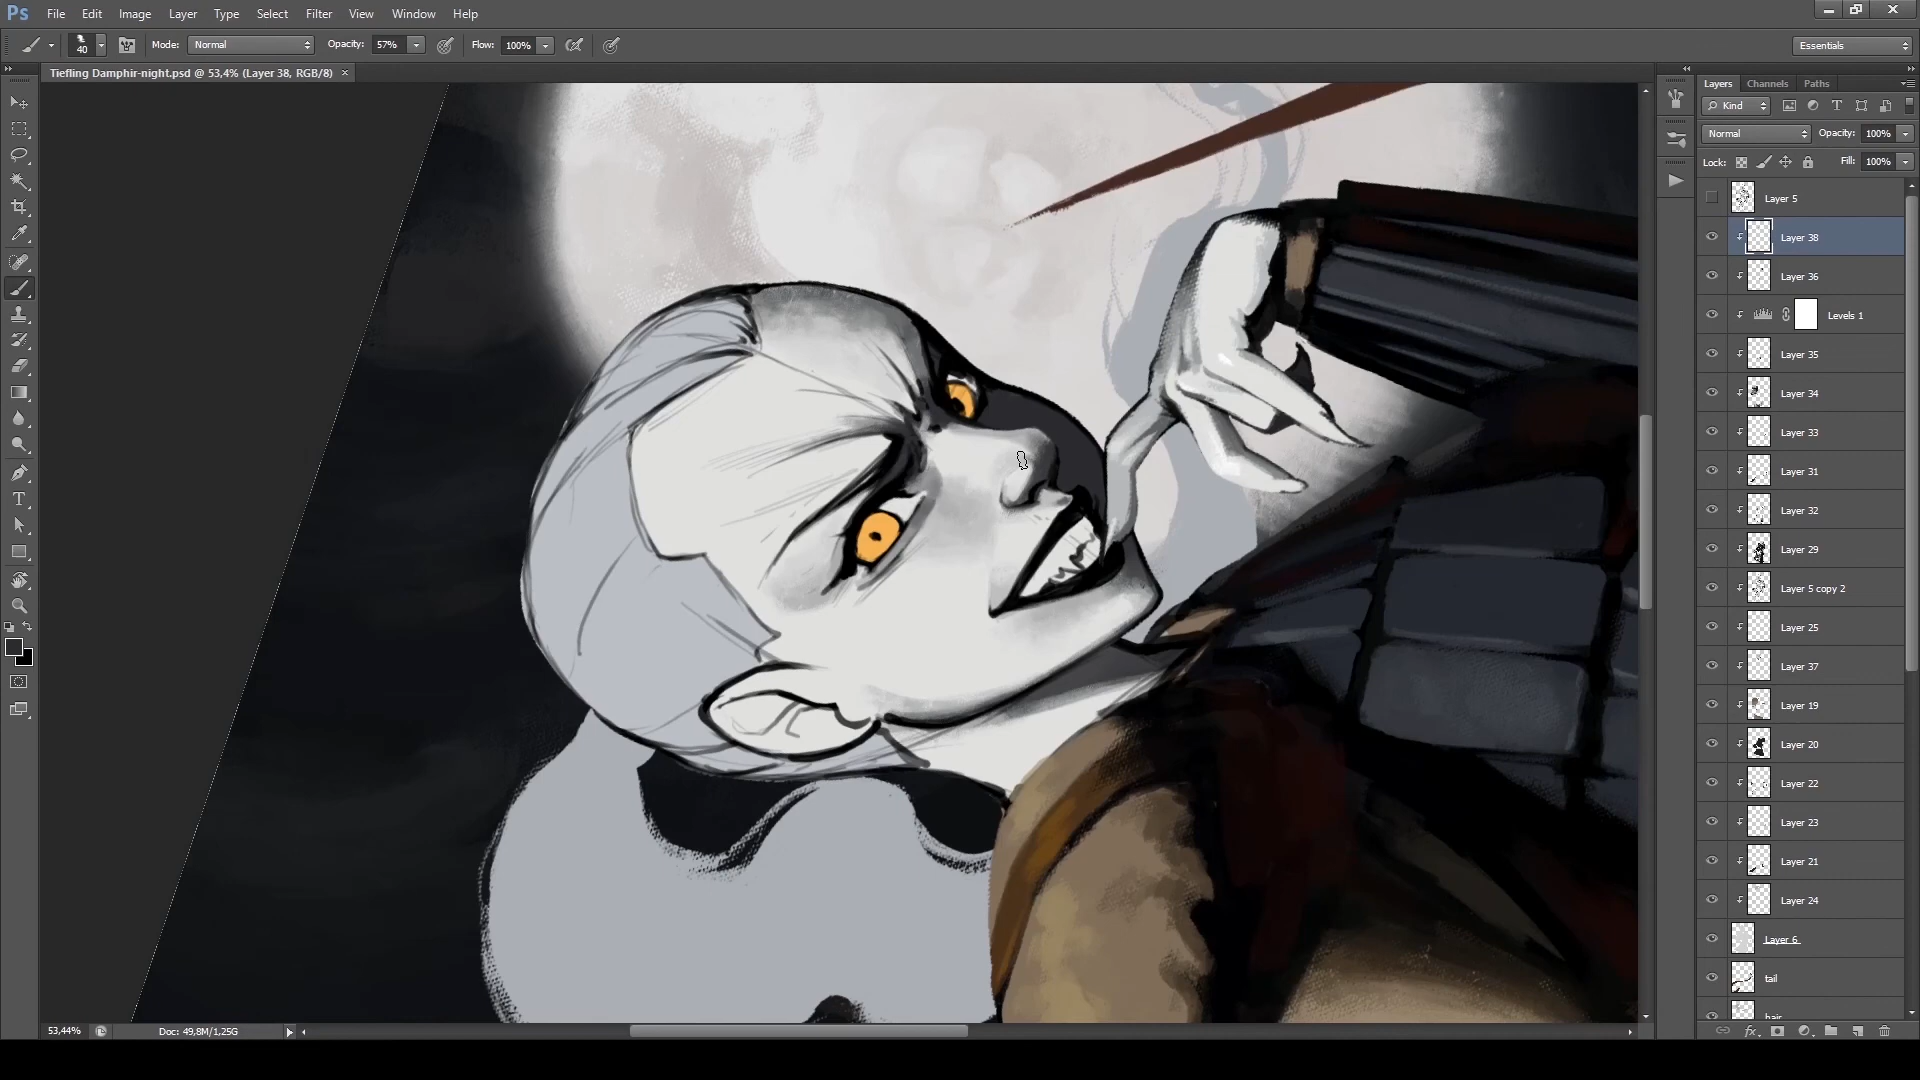 Ps File Edit Image Layer Type Select Filter Extract View Window Help
40 Mode: Normal Opacity: 57% Flow: 100% Essentials
Tiefling Damphir-night.psd @ 53,4% (Layer 38, RGB/8) ×
Layers Channels Paths
Kind
Normal Opacity: 100%
Lock: Fill: 100%
Layer 5
Layer 38
Layer 36
Levels 1
Layer 35
Layer 34
Layer 33
Layer 31
Layer 32
Layer 29
Layer 5 copy 2
Layer 25
Layer 37
Layer 19
Layer 20
Layer 22
Layer 23
Layer 21
Layer 24
Layer 6
tail
hair
53,44% Doc: 49,8M/1,25G